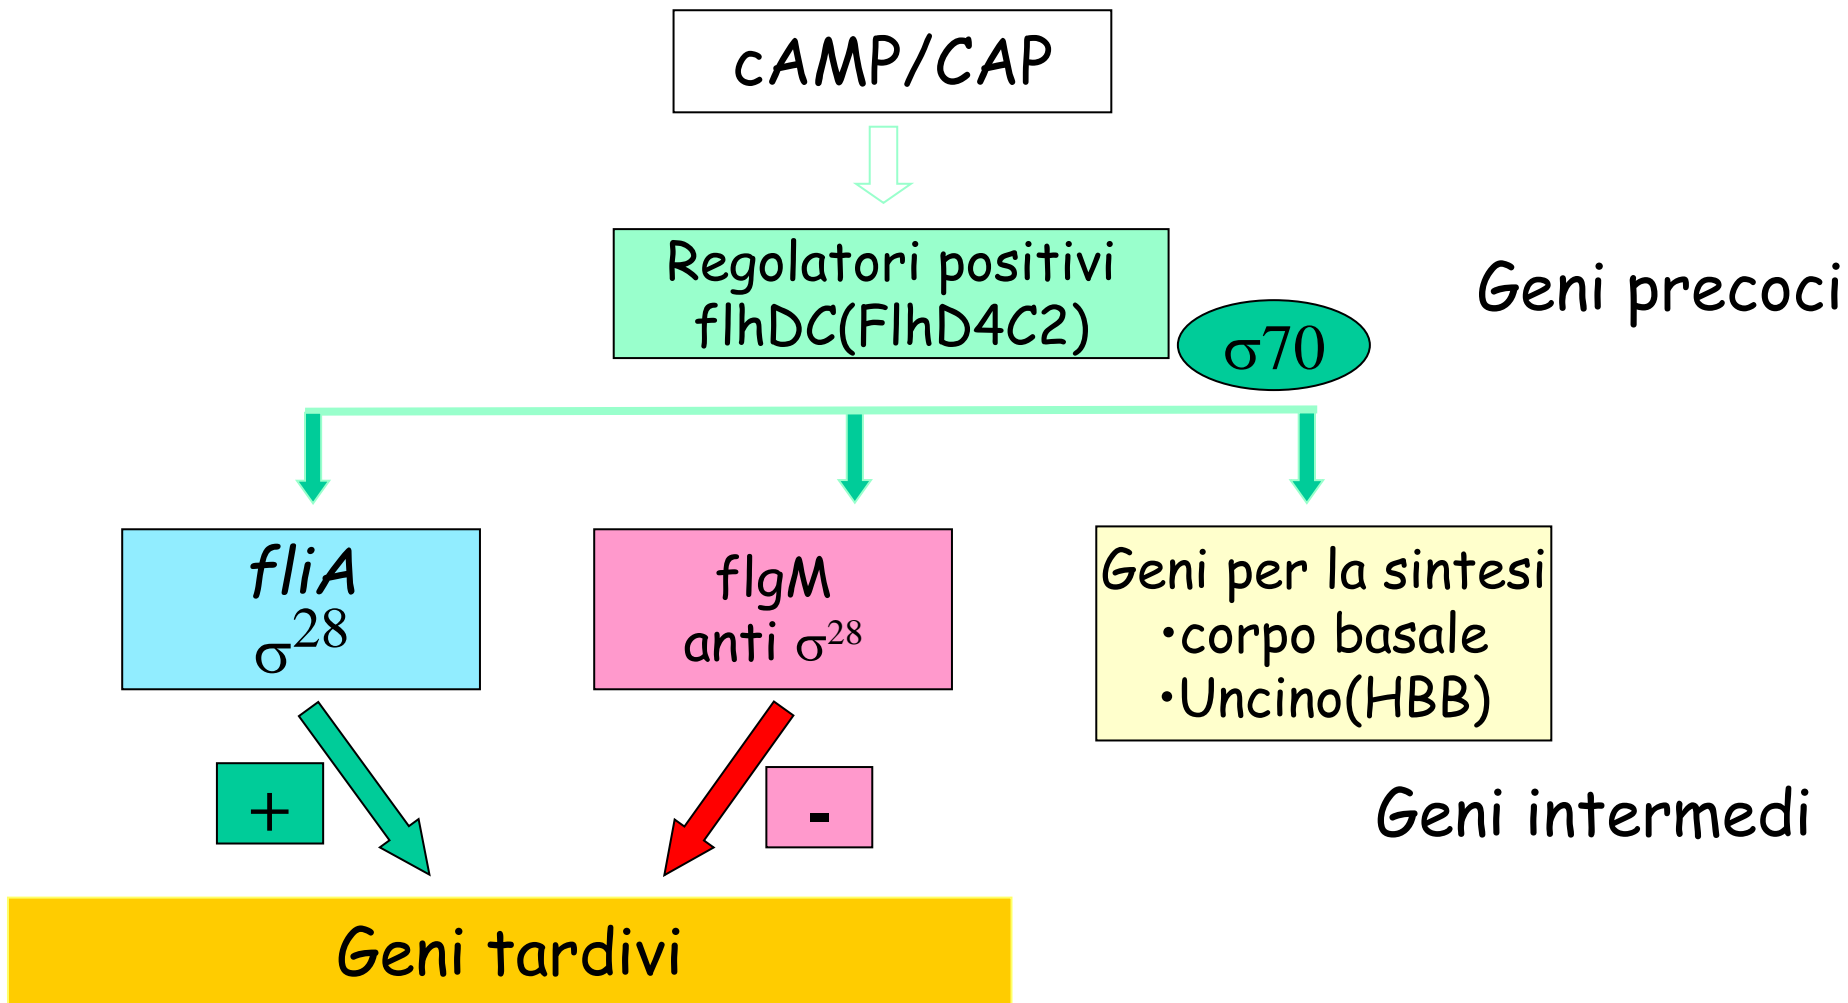 cAMP/CAP
Regolatori positivi
flhDC(FlhD4C2)
Geni precoci
σ70
fliA
σ²⁸
flgM
anti σ²⁸
Geni per la sintesi
•corpo basale
•Uncino(HBB)
+
-
Geni intermedi
Geni tardivi